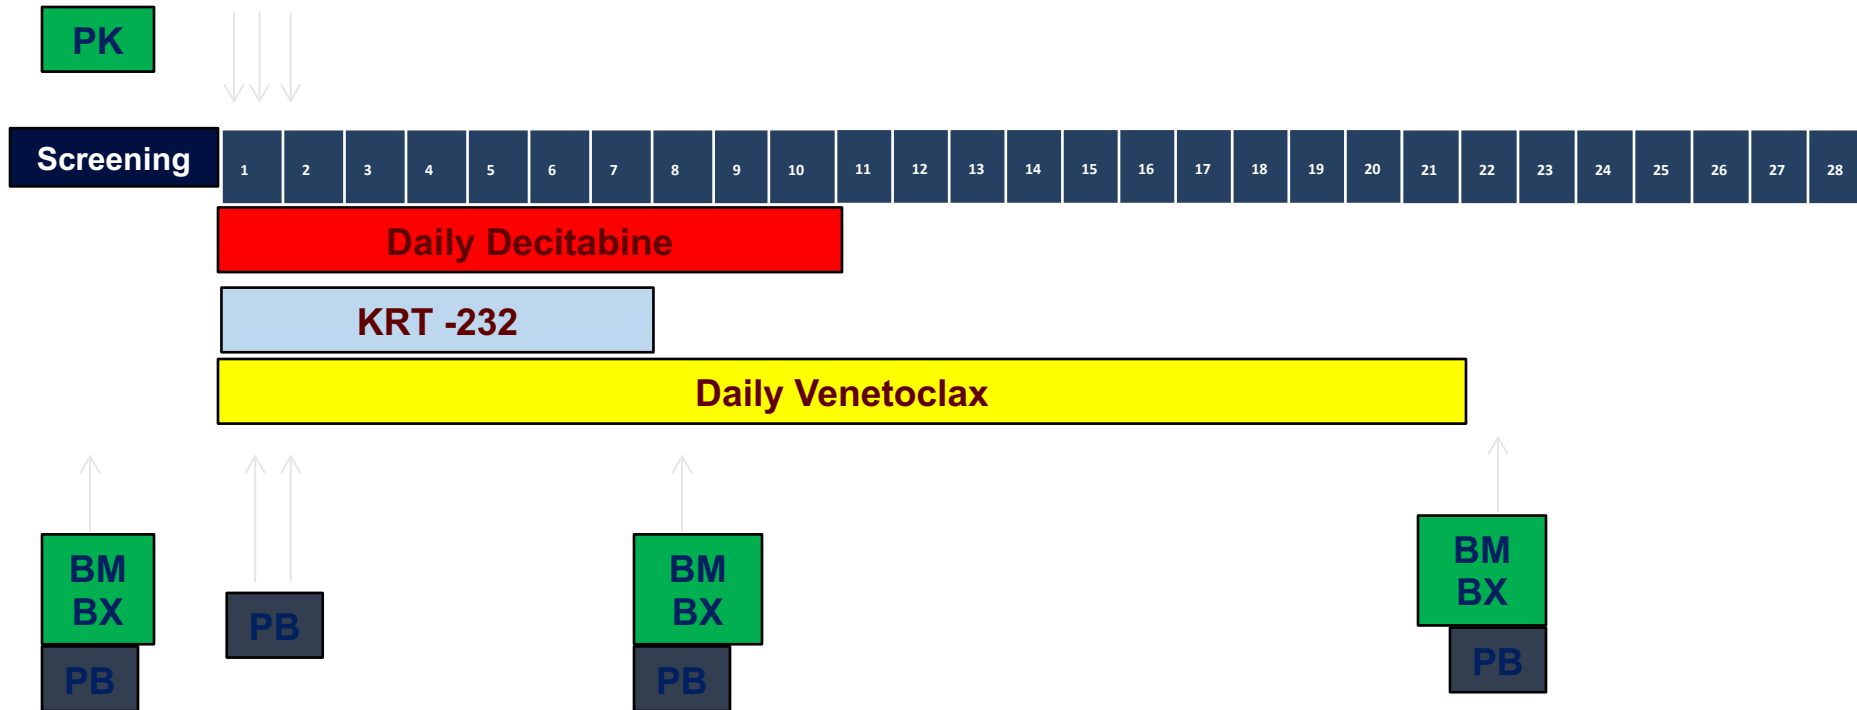 PK
Screening 1 2 3 4 5 6 7 8 9 10 11 12 13 14 15 16 17 18 19 20 21 22 23 24 25 26 27 28
Daily Decitabine
KRT -232
Daily Venetoclax
BM
BX
PB
PB
BM
BX
PB
BM
BX
PB